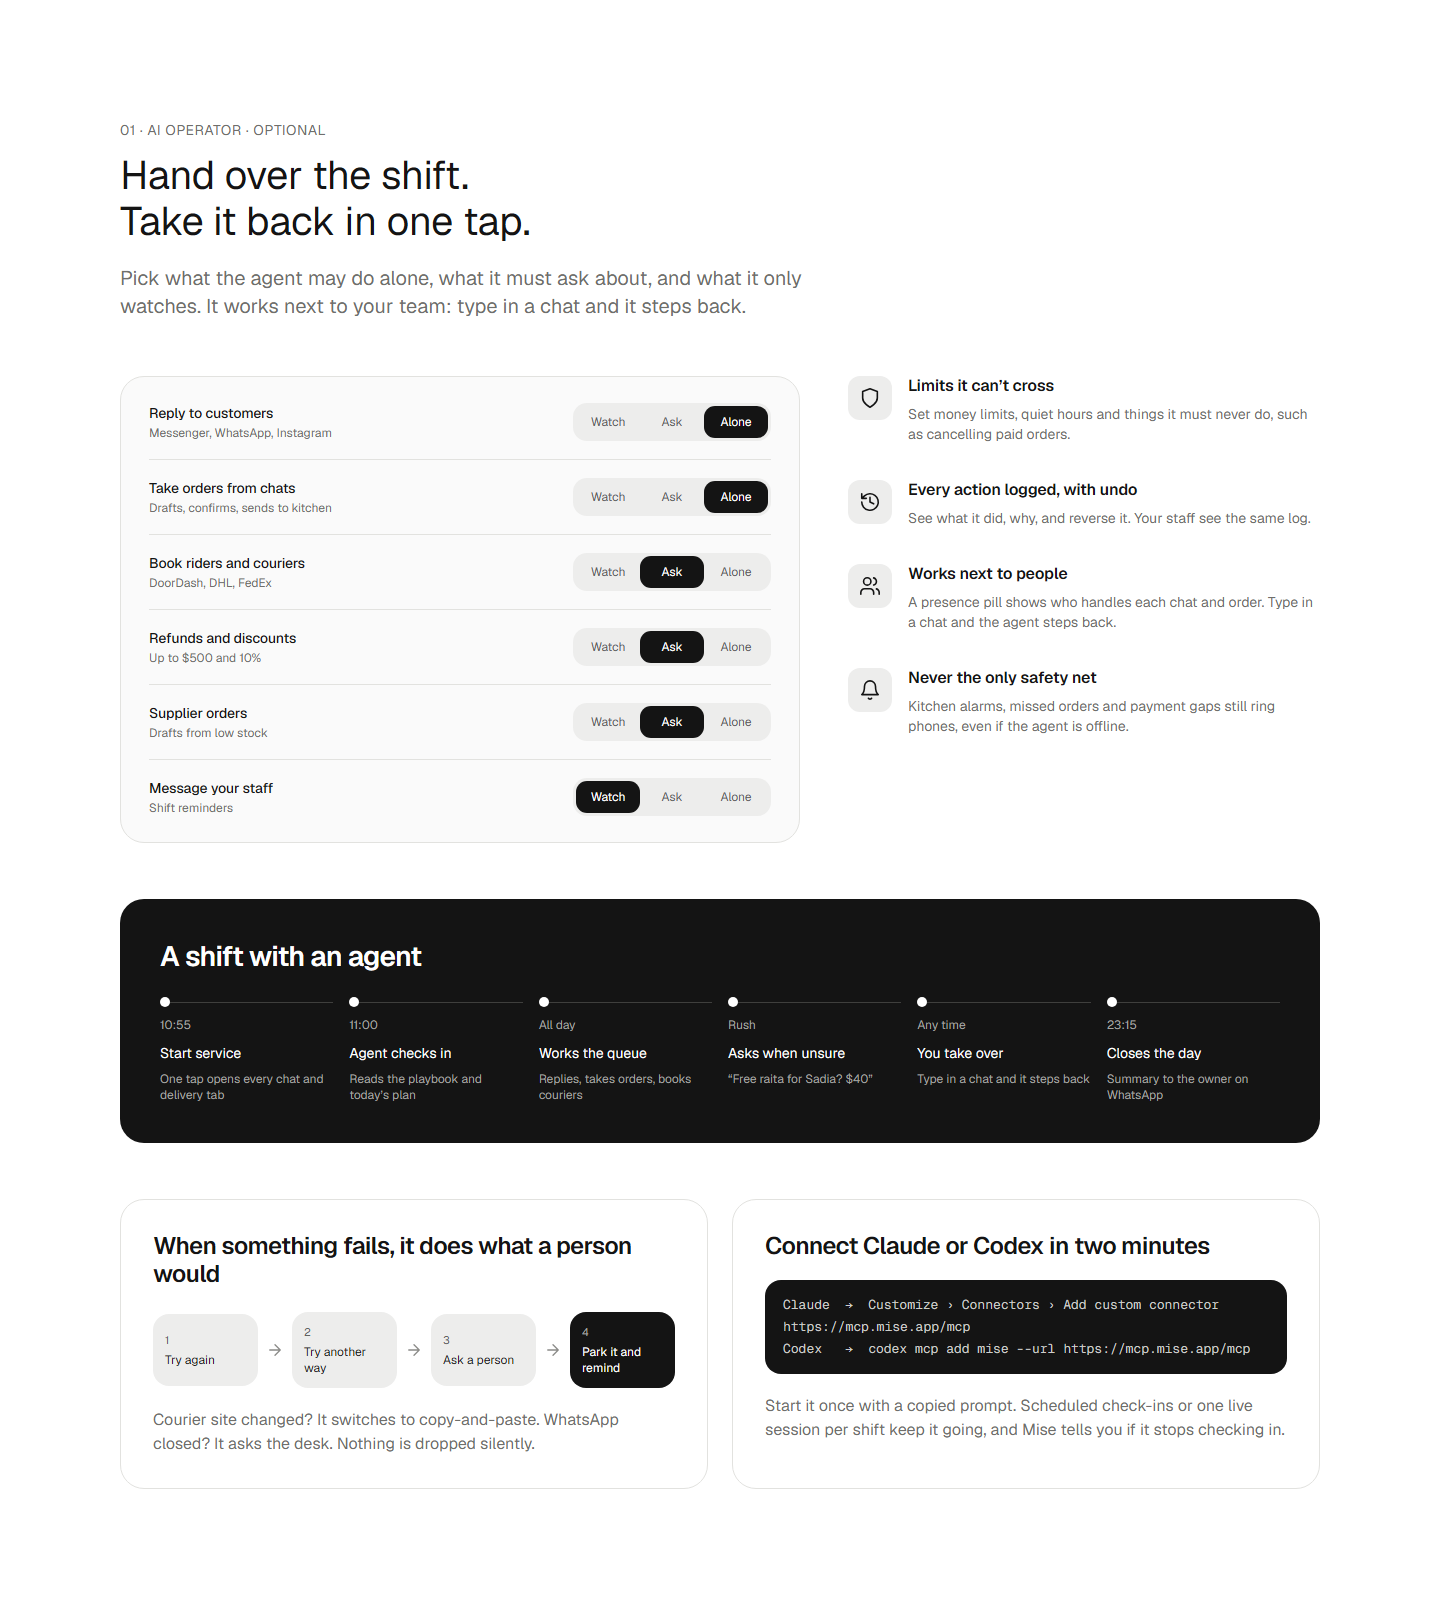 01 · AI OPERATOR · OPTIONAL
Hand over the shift.
Take it back in one tap.
Pick what the agent may do alone, what it must ask about, and what it only
watches. It works next to your team: type in a chat and it steps back.
Reply to customers
Messenger, WhatsApp, Instagram
Watch Ask Alone
Take orders from chats
Drafts, confirms, sends to kitchen
Watch Ask Alone
Book riders and couriers
DoorDash, DHL, FedEx
Watch Ask Alone
Refunds and discounts
Up to $500 and 10%
Watch Ask Alone
Supplier orders
Drafts from low stock
Watch Ask Alone
Message your staff
Shift reminders
Watch Ask Alone
Limits it can’t cross
Set money limits, quiet hours and things it must never do, such
as cancelling paid orders.
Every action logged, with undo
See what it did, why, and reverse it. Your staff see the same log.
Works next to people
A presence pill shows who handles each chat and order. Type in
a chat and the agent steps back.
Never the only safety net
Kitchen alarms, missed orders and payment gaps still ring
phones, even if the agent is offline.
A shift with an agent
10:55
Start service
One tap opens every chat and
delivery tab
11:00
Agent checks in
Reads the playbook and
today's plan
All day
Works the queue
Replies, takes orders, books
couriers
Rush
Asks when unsure
“Free raita for Sadia? $40”
Any time
You take over
Type in a chat and it steps back
23:15
Closes the day
Summary to the owner on
WhatsApp
When something fails, it does what a person
would
1
Try again
→
2
Try another
way
→
3
Ask a person
→
4
Park it and
remind
Courier site changed? It switches to copy-and-paste. WhatsApp
closed? It asks the desk. Nothing is dropped silently.
Connect Claude or Codex in two minutes
Claude → Customize › Connectors › Add custom connector
https://mcp.mise.app/mcp
Codex → codex mcp add mise --url https://mcp.mise.app/mcp
Start it once with a copied prompt. Scheduled check-ins or one live
session per shift keep it going, and Mise tells you if it stops checking in.